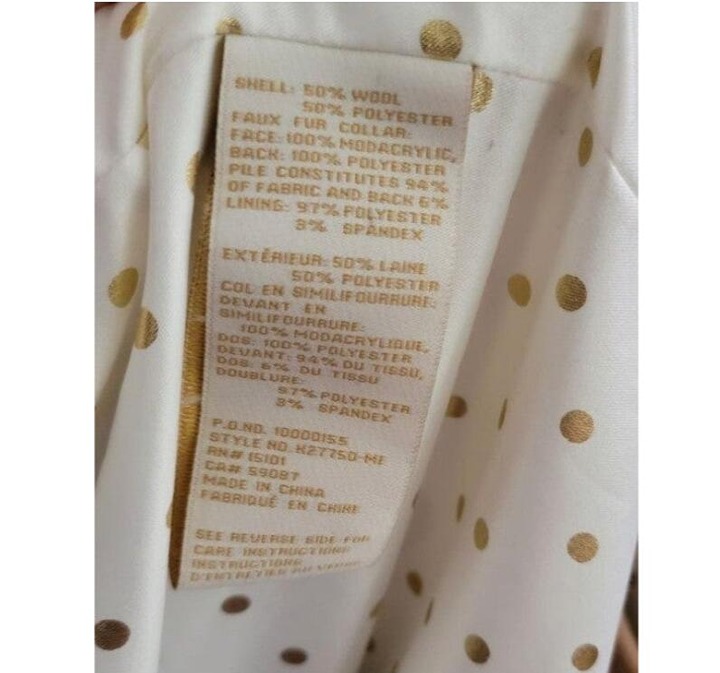 SHELL: 50% WOOL
50% POLYESTER
FAUX FUR COLLAR:
FACE: 100% MODACRYLIC,
BACK: 100% POLYESTER
PILE CONSTITUTES 94%
OF FABRIC AND BACK 6%
LINING: 97% POLYESTER
3% SPANDEX
EXTÉRIEUR: 50% LAINE
50% POLYESTER
COL EN SIMILIFOURRURE:
DEVANT EN
SIMILIFOURRURE:
100% MODACRYLIQUE,
DOS: 100% POLYESTER
DEVANT: 94% DU TISSU,
DOS: 6% DU TISSU
DOUBLURE:
97% POLYESTER
3% SPANDEX
P.O.NO. 10000155
STYLE NO. H27750-MF
RN# 15101
CA# 59087
MADE IN CHINA
FABRIQUÉ EN CHINE
SEE REVERSE SIDE FOR
CARE INSTRUCTIONS
INSTRUCTIONS
D'ENTRETIEN